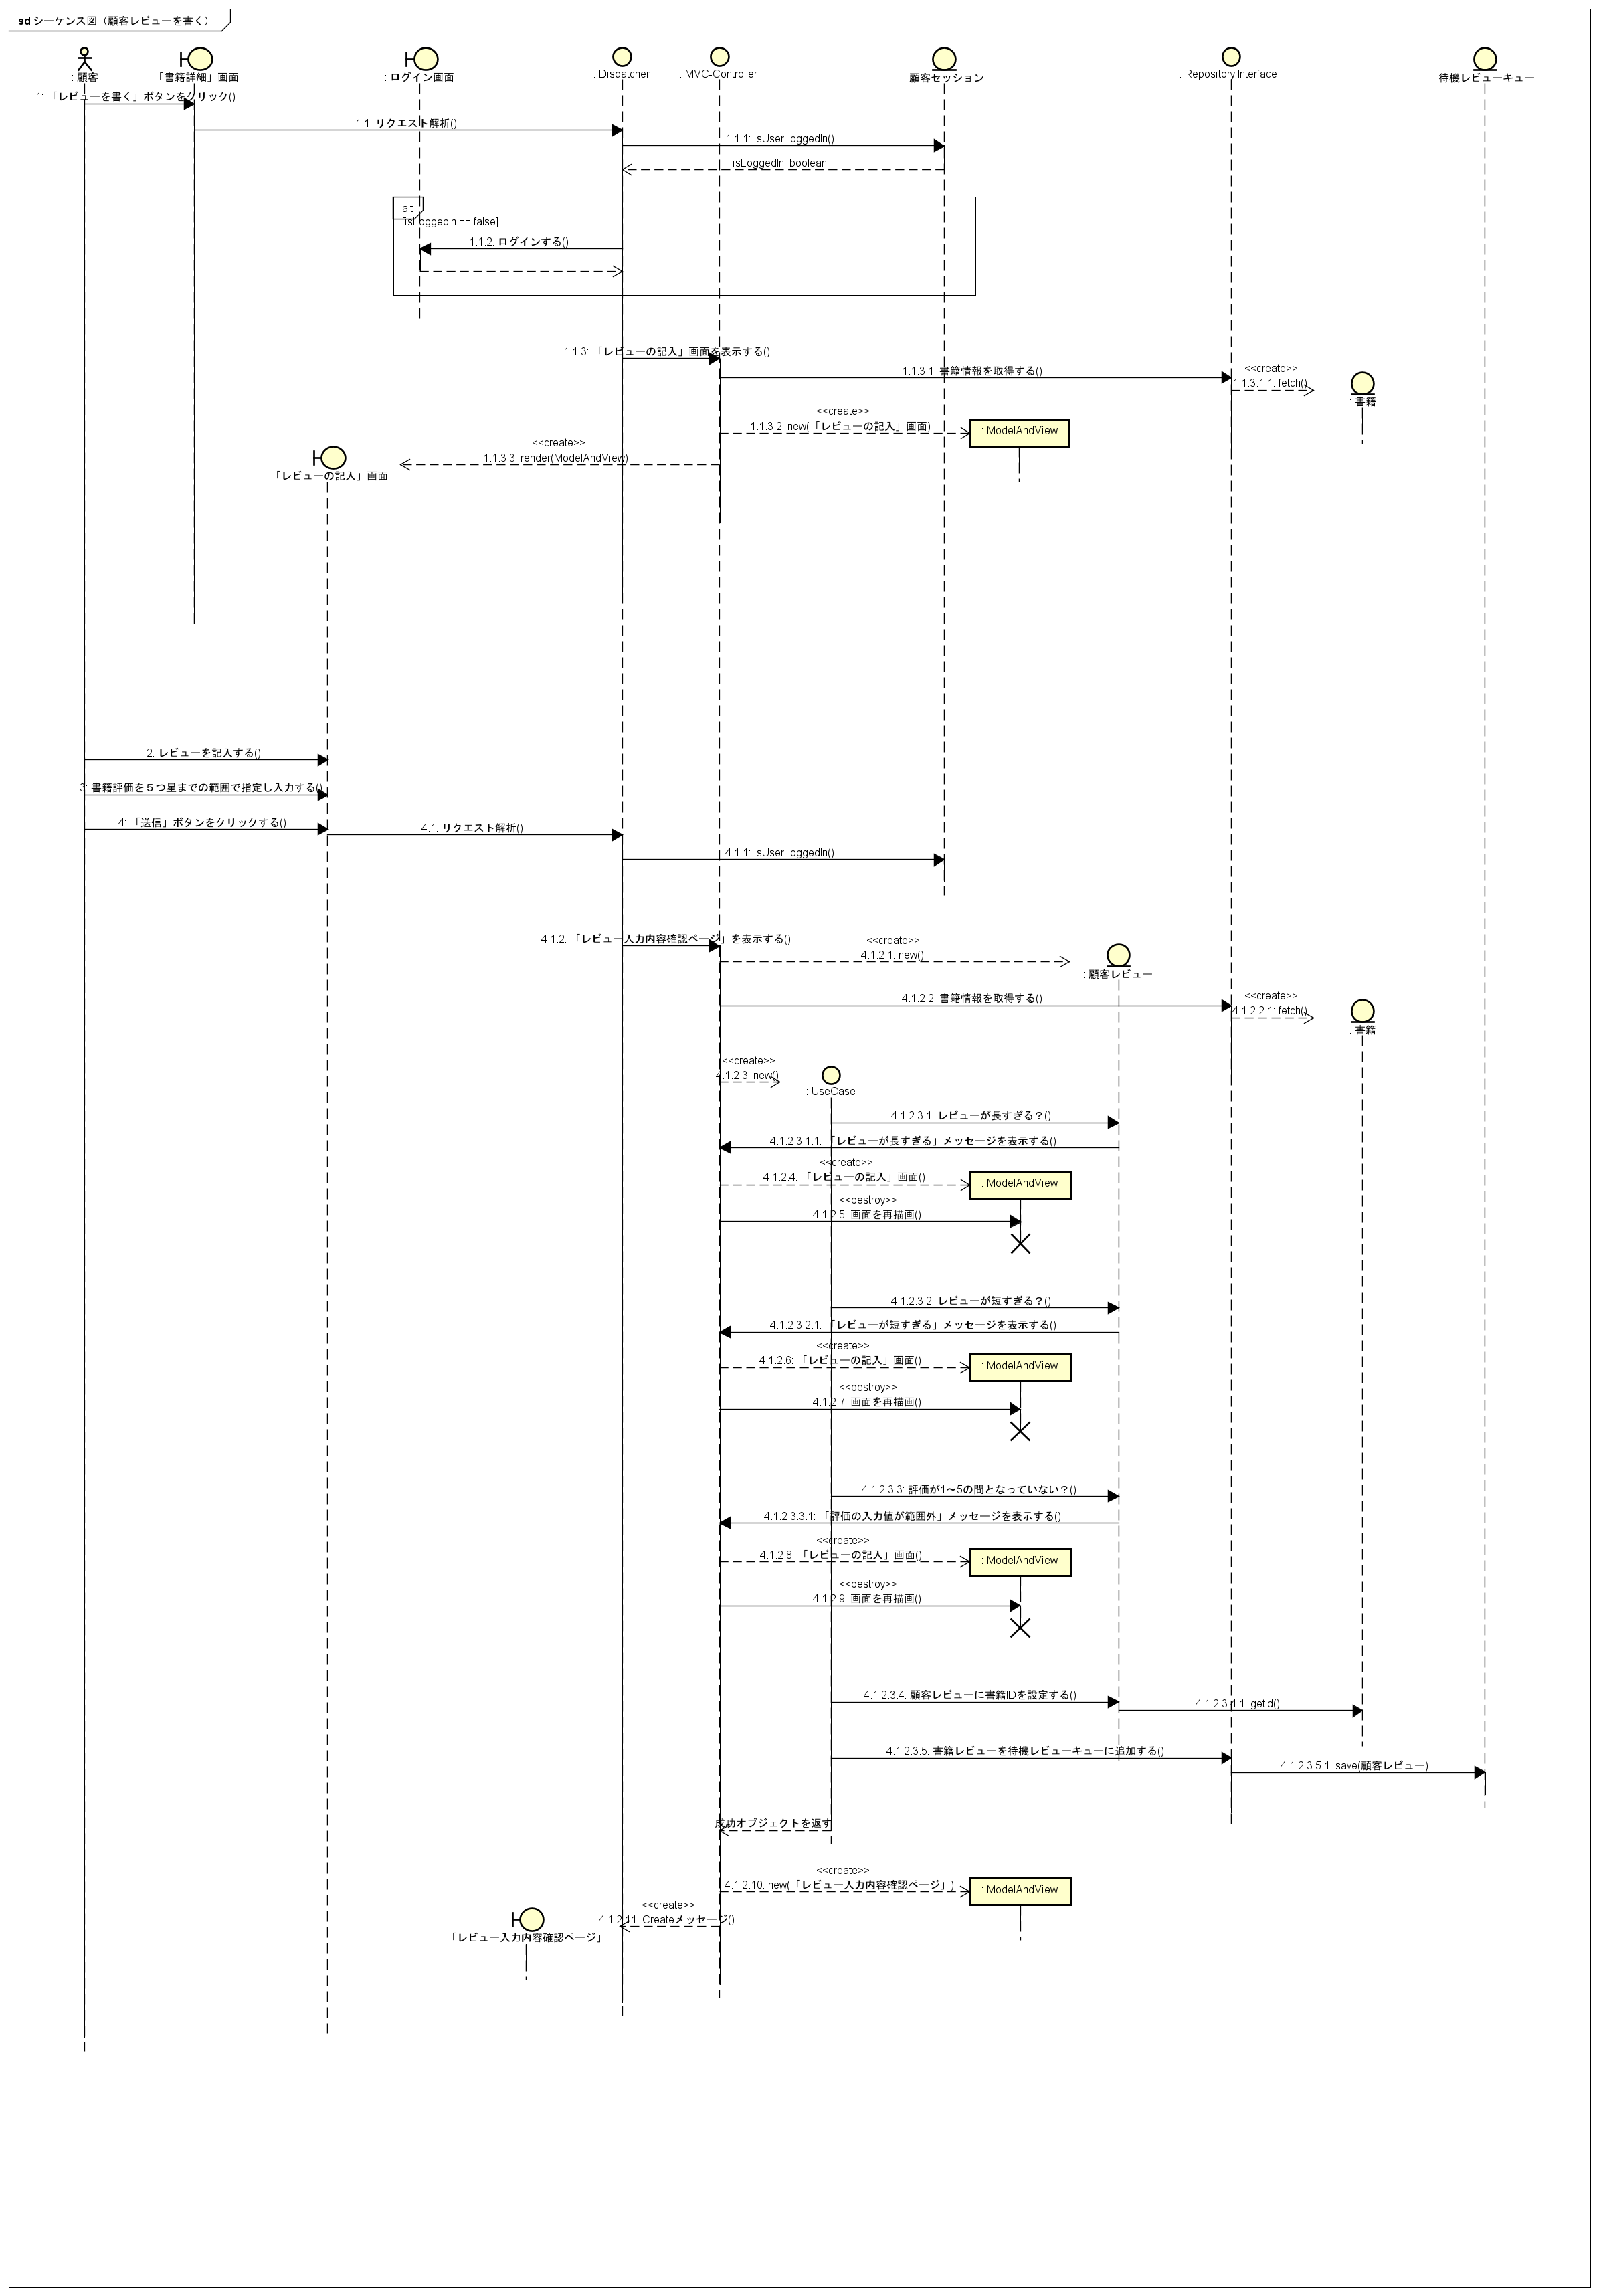 sd シーケンス図（顧客レビューを書く）
: 顧客
: 「書籍詳細」画面
: ログイン画面
: Dispatcher
: MVC-Controller
: 顧客セッション
: Repository Interface
: 待機レビューキュー
1: 「レビューを書く」ボタンをクリック()
1.1: リクエスト解析()
1.1.1: isUserLoggedIn()
isLoggedIn: boolean
alt
[isLoggedIn == false]
1.1.2: ログインする()
1.1.3: 「レビューの記入」画面を表示する()
1.1.3.1: 書籍情報を取得する()
<<create>>
1.1.3.1.1: fetch()
: 書籍
<<create>>
1.1.3.2: new(「レビューの記入」画面)
: ModelAndView
<<create>>
1.1.3.3: render(ModelAndView)
: 「レビューの記入」画面
2: レビューを記入する()
3: 書籍評価を５つ星までの範囲で指定し入力する()
4: 「送信」ボタンをクリックする()
4.1: リクエスト解析()
4.1.1: isUserLoggedIn()
4.1.2: 「レビュー入力内容確認ページ」を表示する()
<<create>>
4.1.2.1: new()
: 顧客レビュー
4.1.2.2: 書籍情報を取得する()
<<create>>
4.1.2.2.1: fetch()
: 書籍
<<create>>
4.1.2.3: new()
: UseCase
4.1.2.3.1: レビューが長すぎる？()
4.1.2.3.1.1: 「レビューが長すぎる」メッセージを表示する()
<<create>>
4.1.2.4: 「レビューの記入」画面()
: ModelAndView
<<destroy>>
4.1.2.5: 画面を再描画()
4.1.2.3.2: レビューが短すぎる？()
4.1.2.3.2.1: 「レビューが短すぎる」メッセージを表示する()
<<create>>
4.1.2.6: 「レビューの記入」画面()
: ModelAndView
<<destroy>>
4.1.2.7: 画面を再描画()
4.1.2.3.3: 評価が1～5の間となっていない？()
4.1.2.3.3.1: 「評価の入力値が範囲外」メッセージを表示する()
<<create>>
4.1.2.8: 「レビューの記入」画面()
: ModelAndView
<<destroy>>
4.1.2.9: 画面を再描画()
4.1.2.3.4: 顧客レビューに書籍IDを設定する()
4.1.2.3.4.1: getId()
4.1.2.3.5: 書籍レビューを待機レビューキューに追加する()
4.1.2.3.5.1: save(顧客レビュー)
成功オブジェクトを返す
<<create>>
4.1.2.10: new(「レビュー入力内容確認ページ」)
: ModelAndView
<<create>>
4.1.2.11: Createメッセージ()
: 「レビュー入力内容確認ページ」